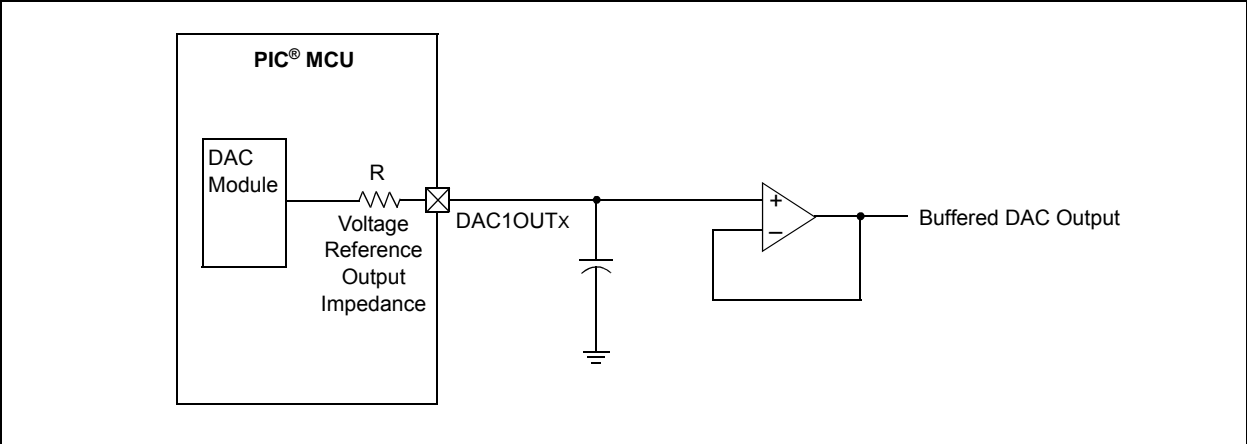 PIC® MCU
DAC
Module
R
Voltage
Reference
Output
Impedance
DAC1OUTX
+
–
Buffered DAC Output